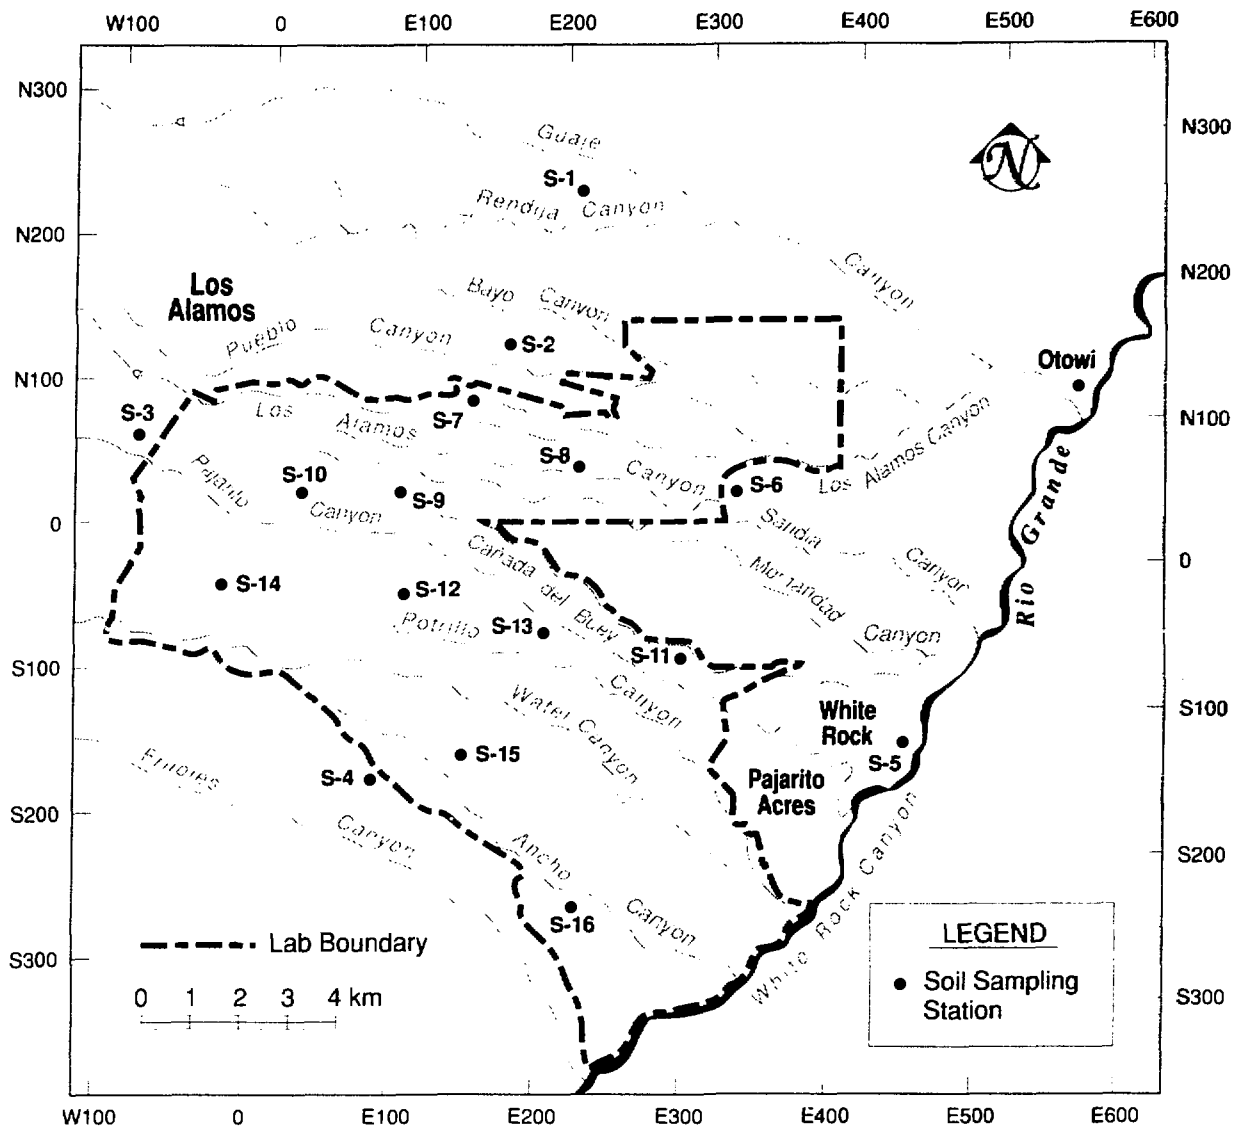 W100 0 E100 E200 E300 E400 E500 E600
N300
N300
Guaje
N
S-1
Rendija Canyon
N200
Canyon
N200
Los
Alamos
Bayo Canyon
Pueblo Canyon
S-2
Otowi
N100
S-3
Los Alamos
S-7
N100
Los Alamos Canyon
Pajarito
S-10
S-8
Canyon
S-6
Rio Grande
S-9
Canyon
0
Sandia Canyon
0
Cañada del Buey
Mortandad Canyon
S-14
S-12
Potrillo
S-13
S-11
S100
Canyon
Water Canyon
White
Rock
S100
S-15
S-5
Frijoles
S-4
Pajarito
Acres
S200
Canyon
Ancho
S200
S-16
Canyon
White Rock Canyon
LEGEND
Lab Boundary
S300
Soil Sampling
Station
S300
0 1 2 3 4 km
W100 0 E100 E200 E300 E400 E500 E600